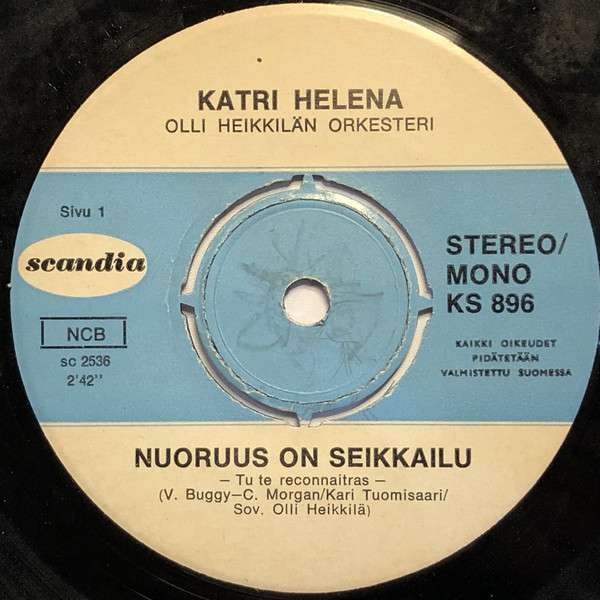 KATRI HELENA
OLLI HEIKKILÄN ORKESTERI
Sivu 1
scandia
NCB
sc 2536
2'42''
STEREO/
MONO
KS 896
KAIKKI OIKEUDET
PIDÄTETÄÄN
VALMISTETTU SUOMESSA
NUORUUS ON SEIKKAILU
– Tu te reconnaitras –
(V. Buggy–C. Morgan/Kari Tuomisaari/
Sov. Olli Heikkilä)